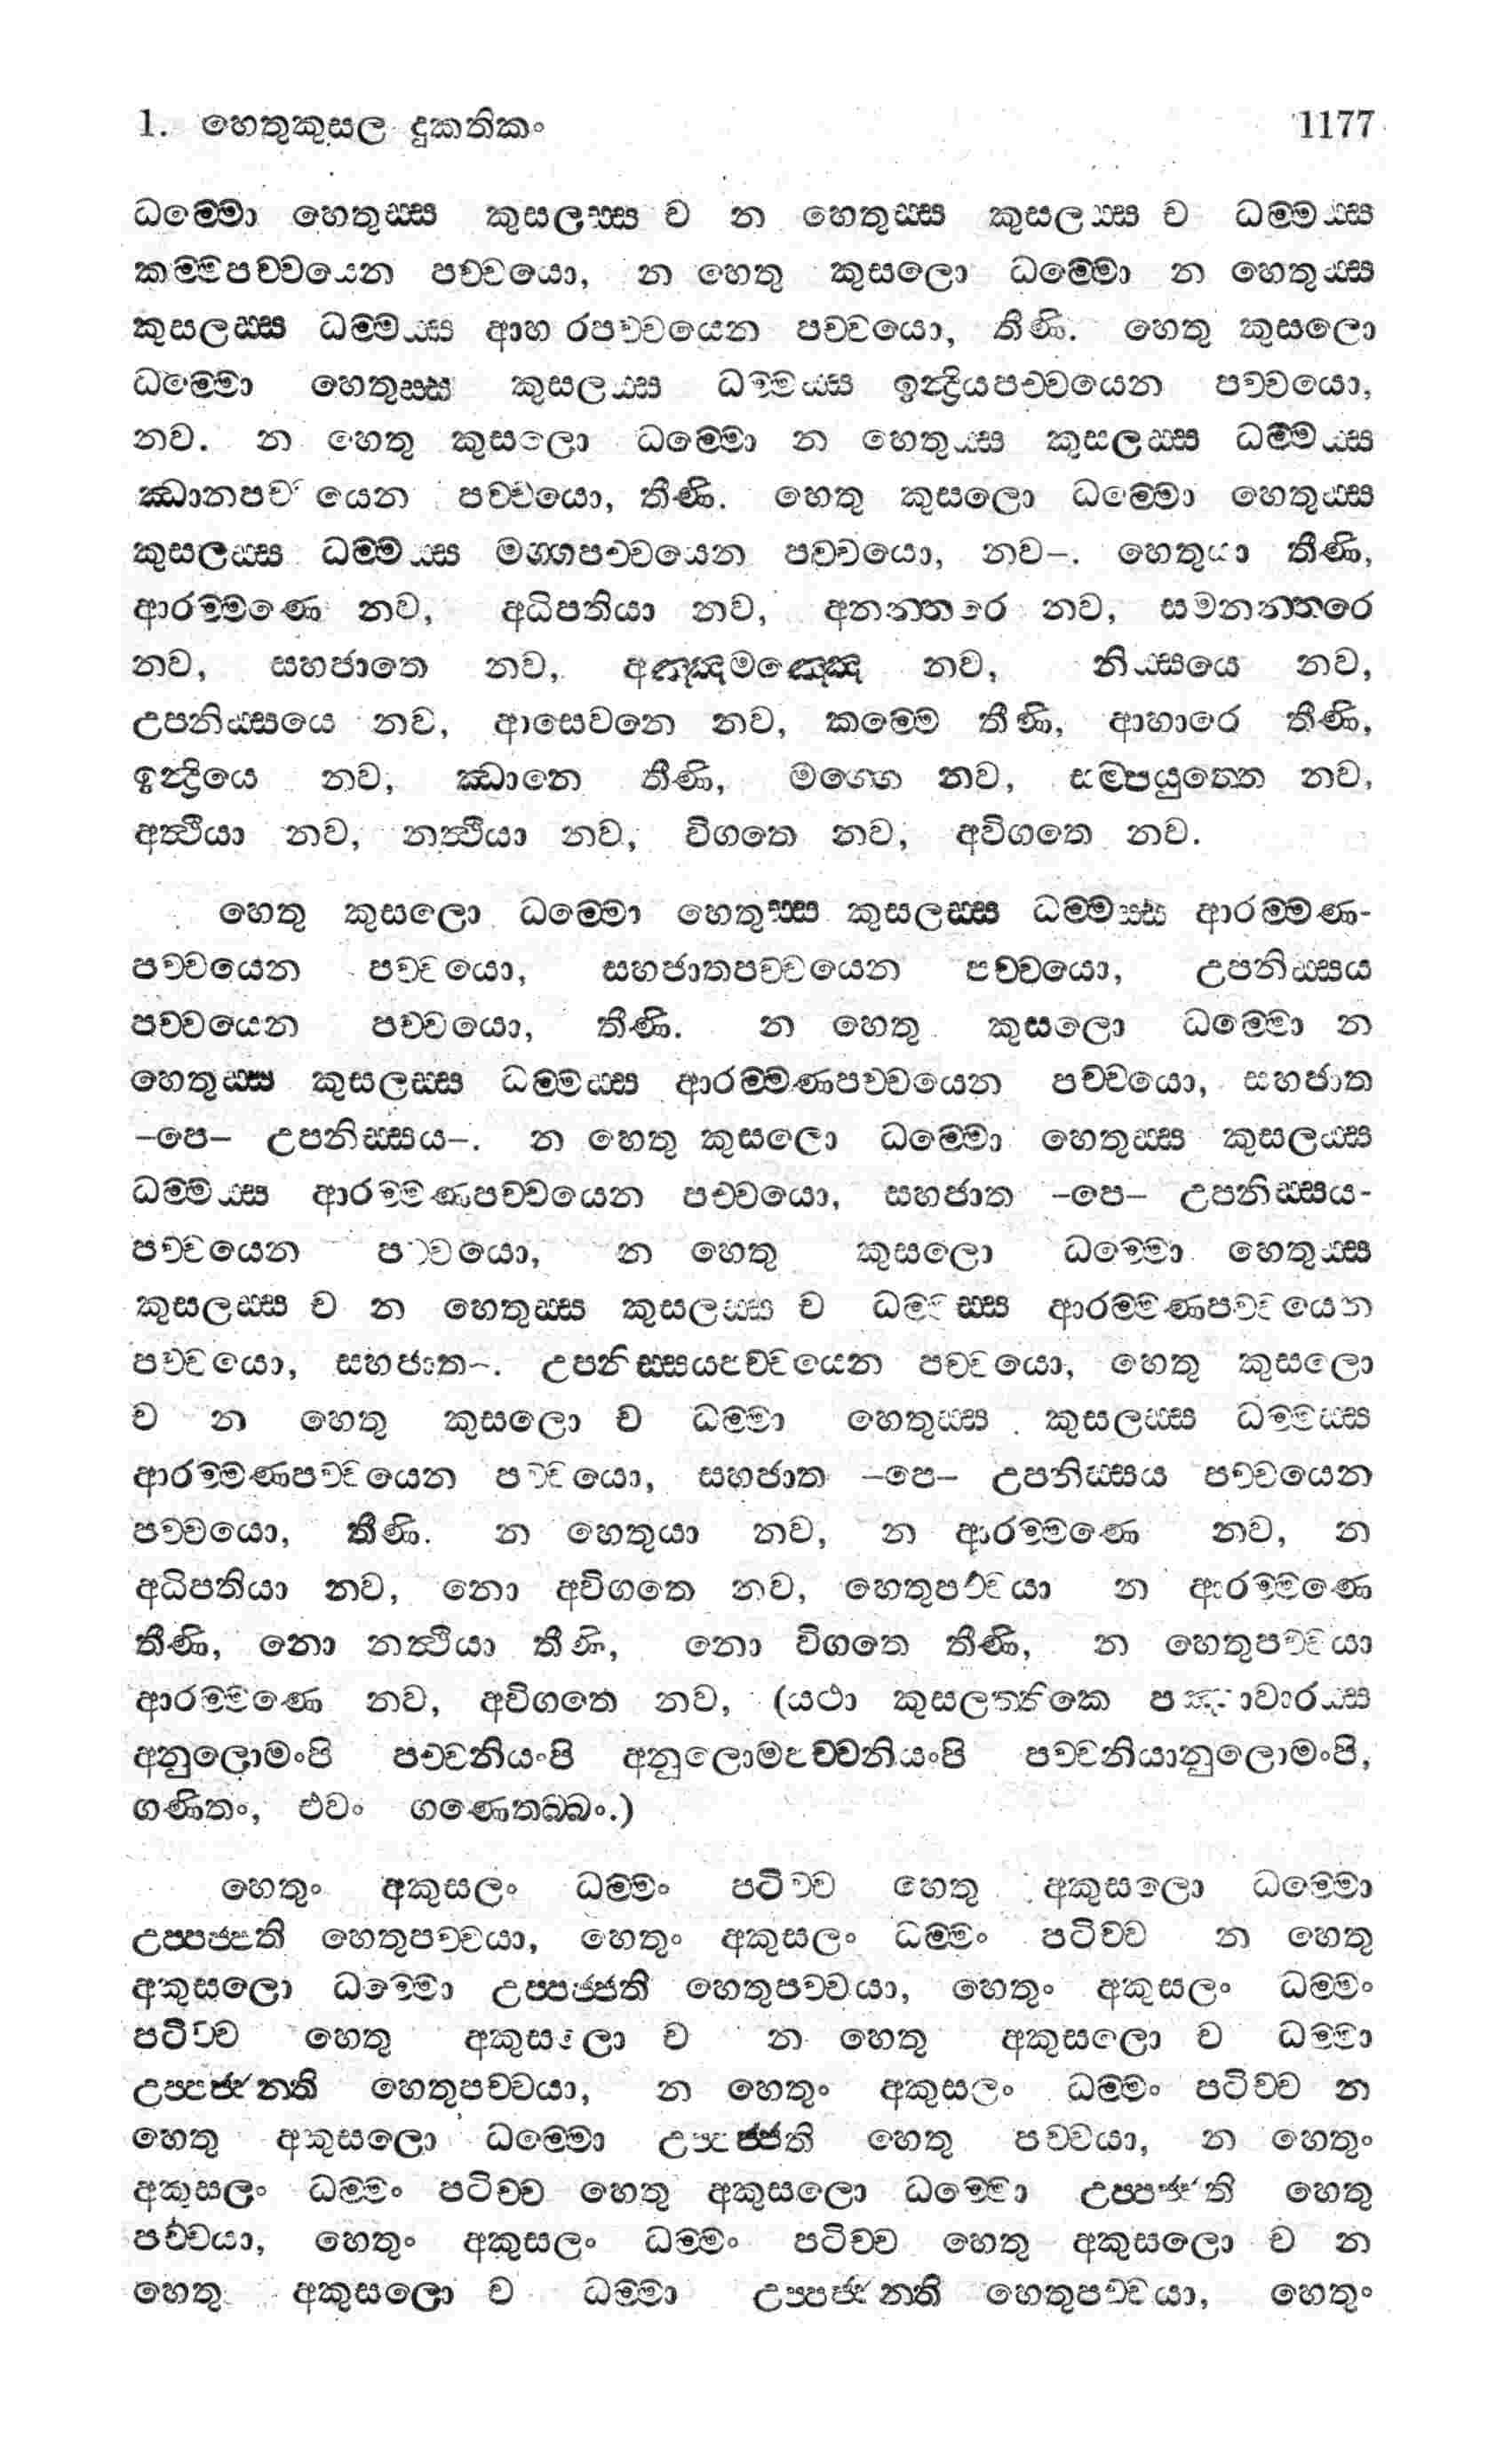 1. හෙතුකුසල දුකතිකං 1177
ධම්මො හෙතුස්ස කුසලස්ස ච න හෙතුස්ස කුසලස්ස ච ධම්මස්ස
කම්මපච්චයෙන පච්චයො, න හෙතු කුසලො ධම්මො න හෙතුස්ස
කුසලස්ස ධම්මස්ස ආහ රපච්චයෙන පච්චයො, තීණි. හෙතු කුසලො
ධම්මො හෙතුස්ස කුසලස්ස ධම්මස්ස ඉන්ද්‍රියපච්චයෙන පච්චයො,
නව. න හෙතු කුසලො ධම්මො න හෙතුස්ස කුසලස්ස ධම්මස්ස
ඣානපච්චයෙන පච්චයො, තීණි. හෙතු කුසලො ධම්මො හෙතුස්ස
කුසලස්ස ධම්මස්ස මග්ගපච්චයෙන පච්චයො, නව–. හෙතුයා තීණි,
ආරම්මණෙ නව, අධිපතියා නව, අනන්තරෙ නව, සමනන්තරෙ
නව, සහජාතෙ නව, අඤ්ඤමඤ්ඤෙ නව, නිස්සයෙ නව,
උපනිස්සයෙ නව, ආසෙවනෙ නව, කම්මෙ තීණි, ආහාරෙ තීණි,
ඉන්ද්‍රියෙ නව, ඣානෙ තීණි, මග්ගෙ නව, සම්පයුත්තෙ නව,
අත්ථියා නව, නත්ථියා නව, විගතෙ නව, අවිගතෙ නව.
හෙතු කුසලො ධම්මො හෙතුස්ස කුසලස්ස ධම්මස්ස ආරම්මණ-
පච්චයෙන පච්චයො, සහජාතපච්චයෙන පච්චයො, උපනිස්සය
පච්චයෙන පච්චයො, තීණි. න හෙතු කුසලො ධම්මො න
හෙතුස්ස කුසලස්ස ධම්මස්ස ආරම්මණපච්චයෙන පච්චයො, සහජාත
–පෙ– උපනිස්සය–. න හෙතු කුසලො ධම්මො හෙතුස්ස කුසලස්ස
ධම්මස්ස ආරම්මණපච්චයෙන පච්චයො, සහජාත –පෙ– උපනිස්සය-
පච්චයෙන පච්චයො, න හෙතු කුසලො ධම්මො හෙතුස්ස
කුසලස්ස ච න හෙතුස්ස කුසලස්ස ච ධම්මස්ස ආරම්මණපච්චයෙන
පච්චයො, සහජාත–. උපනිස්සයපච්චයෙන පච්චයො, හෙතු කුසලො
ච න හෙතු කුසලො ච ධම්මා හෙතුස්ස කුසලස්ස ධම්මස්ස
ආරම්මණපච්චයෙන පච්චයො, සහජාත –පෙ– උපනිස්සය පච්චයෙන
පච්චයො, තීණි. න හෙතුයා නව, න ආරම්මණෙ නව, න
අධිපතියා නව, නො අවිගතෙ නව, හෙතුපච්චයා න ආරම්මණෙ
තීණි, නො නත්ථියා තීණි, නො විගතෙ තීණි, න හෙතුපච්චයා
ආරම්මණෙ නව, අවිගතෙ නව, (යථා කුසලත්තිකෙ පඤ්හාවාරස්ස
අනුලොමංපි පච්චනියංපි අනුලොමපච්චනියංපි පච්චනියානුලොමංපි,
ගණිතං, එවං ගණෙතබ්බං.)
හෙතුං අකුසලං ධම්මං පටිච්ච හෙතු අකුසලො ධම්මො
උප්පජ්ජති හෙතුපච්චයා, හෙතුං අකුසලං ධම්මං පටිච්ච න හෙතු
අකුසලො ධම්මො උප්පජ්ජති හෙතුපච්චයා, හෙතුං අකුසලං ධම්මං
පටිච්ච හෙතු අකුසලො ච න හෙතු අකුසලො ච ධම්මා
උප්පජ්ජන්ති හෙතුපච්චයා, න හෙතුං අකුසලං ධම්මං පටිච්ච න
හෙතු අකුසලො ධම්මො උප්පජ්ජති හෙතු පච්චයා, න හෙතුං
අකුසලං ධම්මං පටිච්ච හෙතු අකුසලො ධම්මො උප්පජ්ජති හෙතු
පච්චයා, හෙතුං අකුසලං ධම්මං පටිච්ච හෙතු අකුසලො ච න
හෙතු අකුසලො ච ධම්මා උප්පජ්ජන්ති හෙතුපච්චයා, හෙතුං